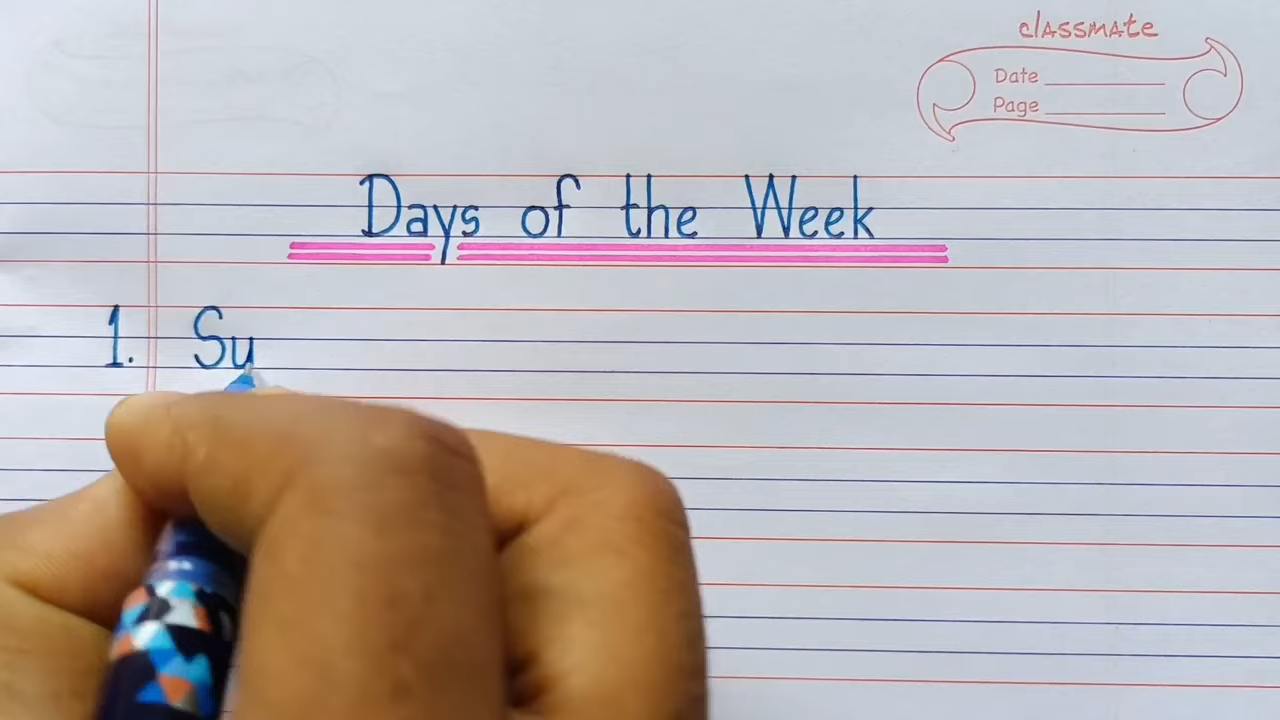 classmate
Date
Page
Days of the Week
1. Su